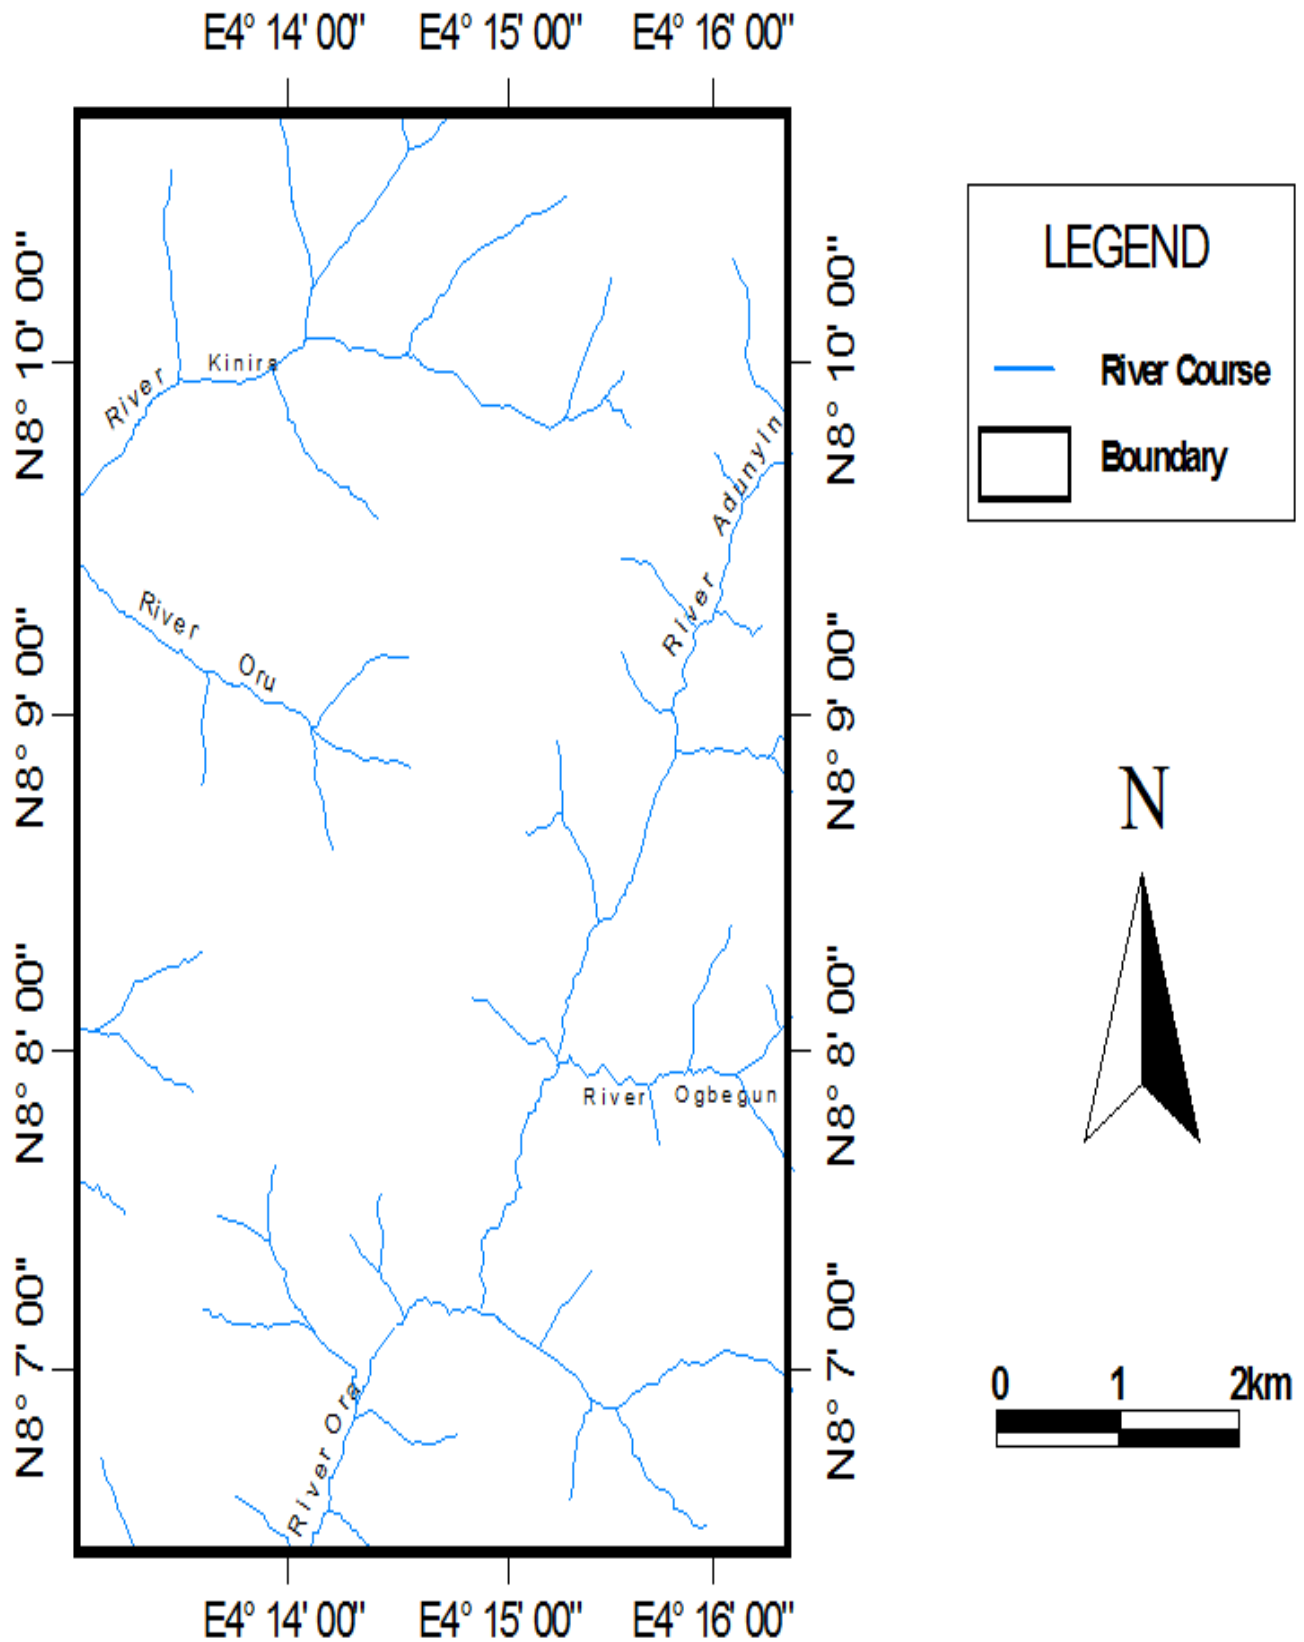 E4° 14' 00" E4° 15' 00" E4° 16' 00"
LEGEND
River Course
Boundary
N8° 10' 00"
N8° 10' 00"
River Kinira
River Adunyin
River Oru
N8° 9' 00"
N8° 9' 00"
N
N8° 8' 00"
N8° 8' 00"
River Ogbegun
N8° 7' 00"
N8° 7' 00"
River Ora
0 1 2km
E4° 14' 00" E4° 15' 00" E4° 16' 00"